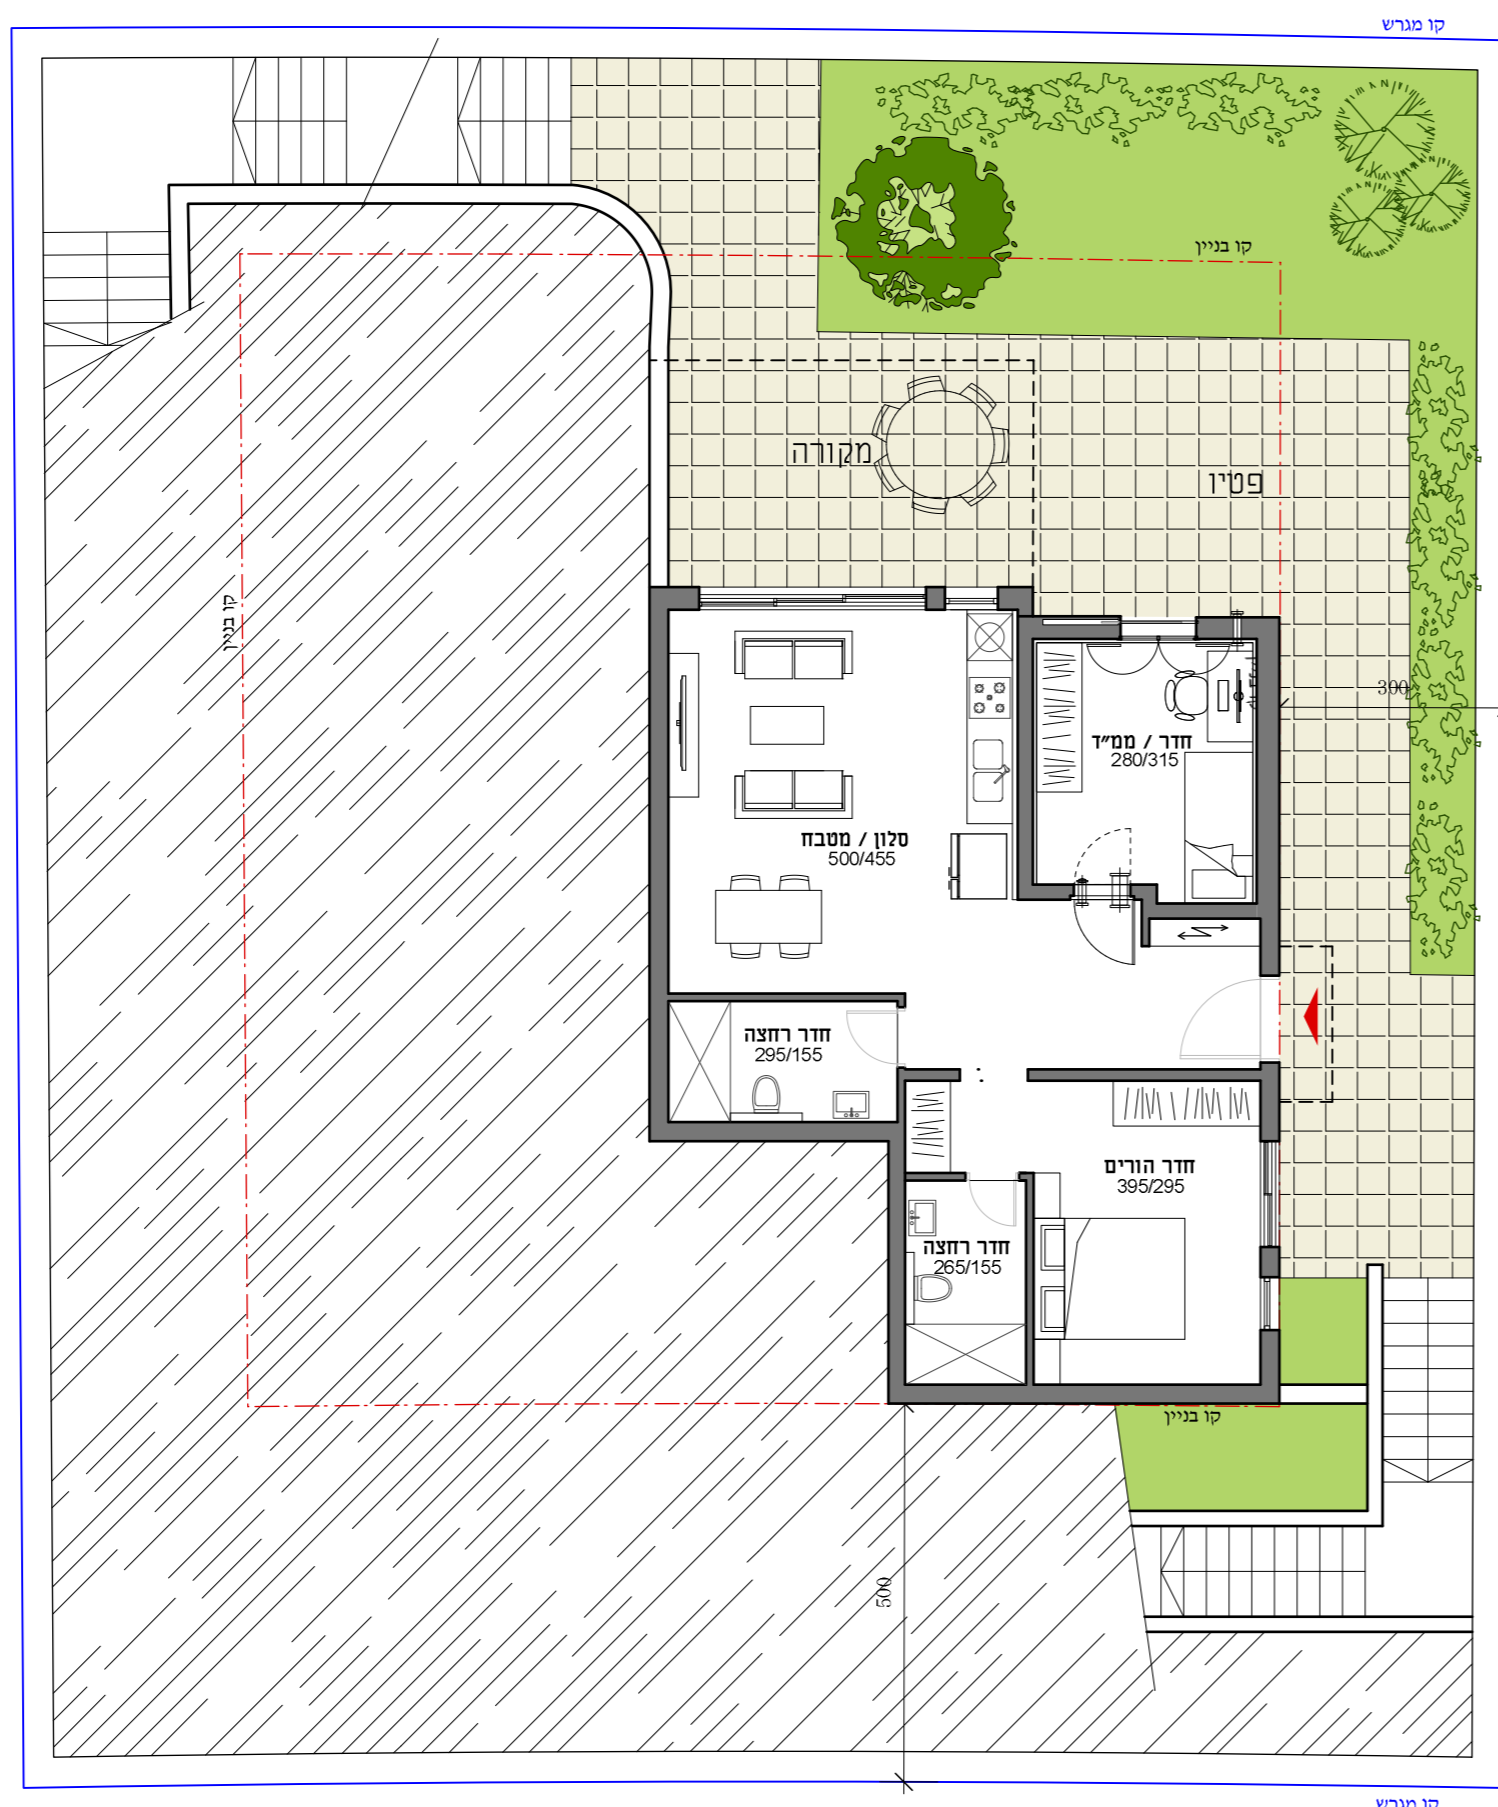 קו מגרש
קו בניין
מקורה
פטיו
קו בניין
300
חדר / ממ״ד
280/315
סלון / מטבח
500/455
חדר רחצה
295/155
חדר הורים
395/295
חדר רחצה
265/155
קו בניין
500
קו מגרש